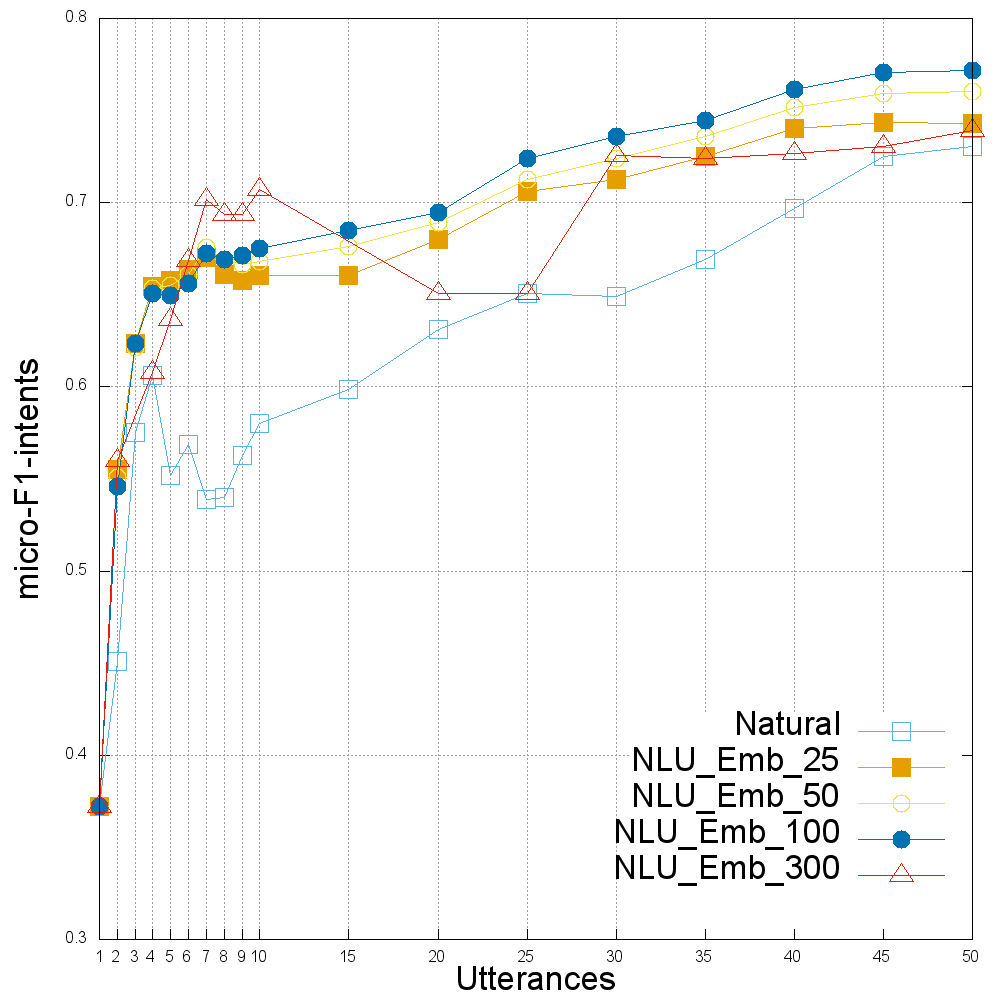 0.8
0.7
0.6
0.5
0.4
0.3
micro-F1-intents
Natural
NLU_Emb_25
NLU_Emb_50
NLU_Emb_100
NLU_Emb_300
1 2 3 4 5 6 7 8 9 10 15 20 25 30 35 40 45 50
Utterances